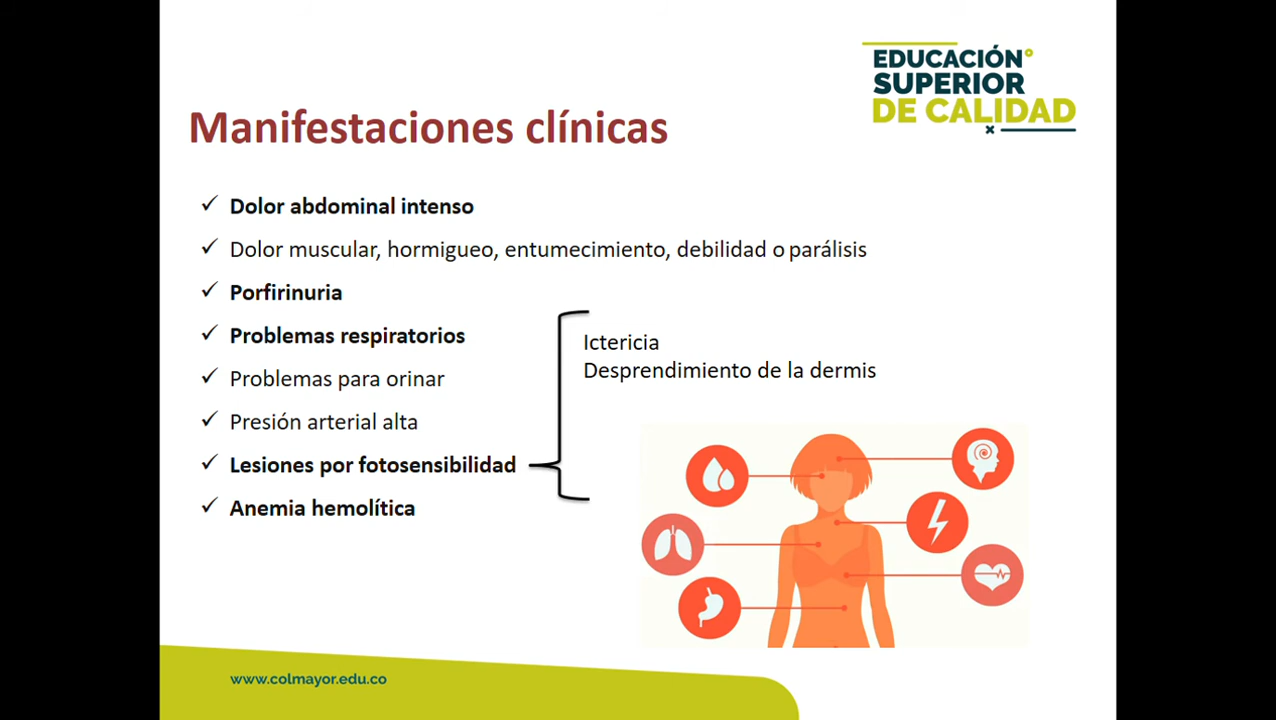 EDUCACIÓN
SUPERIOR
DE CALIDAD
Manifestaciones clínicas
Dolor abdominal intenso
Dolor muscular, hormigueo, entumecimiento, debilidad o parálisis
Porfirinuria
Problemas respiratorios
Problemas para orinar
Presión arterial alta
Lesiones por fotosensibilidad
Anemia hemolítica
Ictericia
Desprendimiento de la dermis
www.colmayor.edu.co